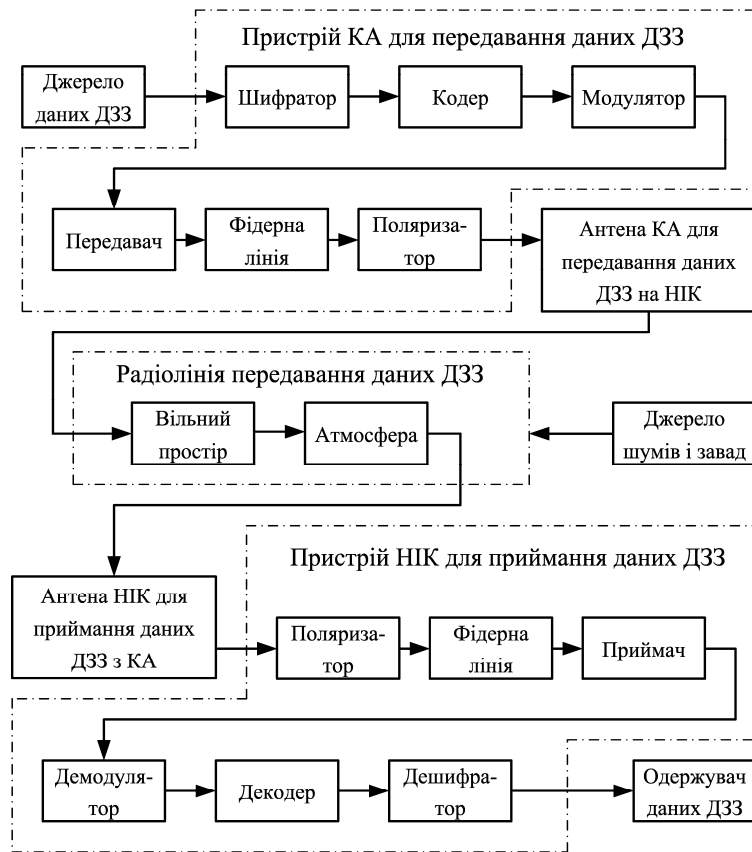 Пристрій КА для передавання даних ДЗЗ
Джерело
даних ДЗЗ
Шифратор
Кодер
Модулятор
Передавач
Фідерна
лінія
Поляриза-
тор
Антена КА для
передавання даних
ДЗЗ на НІК
Радіолінія передавання даних ДЗЗ
Вільний
простір
Атмосфера
Джерело
шумів і завад
Пристрій НІК для приймання даних ДЗЗ
Антена НІК для
приймання даних
ДЗЗ з КА
Поляриза-
тор
Фідерна
лінія
Приймач
Демодуля-
тор
Декодер
Дешифра-
тор
Одержувач
даних ДЗЗ